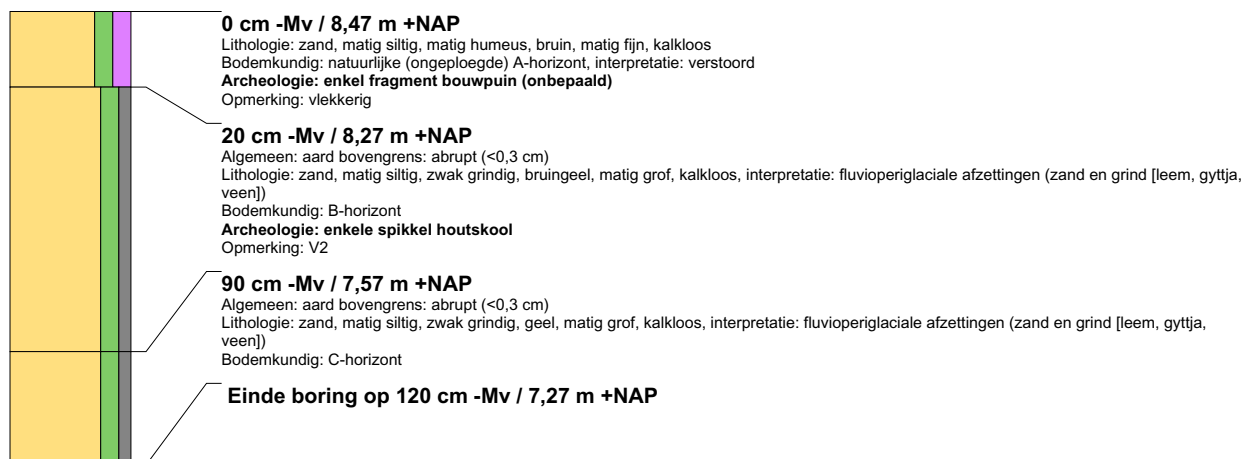 0 cm -Mv / 8,47 m +NAP
Lithologie: zand, matig siltig, matig humeus, bruin, matig fijn, kalkloos
Bodemkundig: natuurlijke (ongeploegde) A-horizont, interpretatie: verstoord
Archeologie: enkel fragment bouwpuin (onbepaald)
Opmerking: vlekkerig
20 cm -Mv / 8,27 m +NAP
Algemeen: aard bovengrens: abrupt (<0,3 cm)
Lithologie: zand, matig siltig, zwak grindig, bruingeel, matig grof, kalkloos, interpretatie: fluvioperiglaciale afzettingen (zand en grind [leem, gyttja,
veen])
Bodemkundig: B-horizont
Archeologie: enkele spikkel houtskool
Opmerking: V2
90 cm -Mv / 7,57 m +NAP
Algemeen: aard bovengrens: abrupt (<0,3 cm)
Lithologie: zand, matig siltig, zwak grindig, geel, matig grof, kalkloos, interpretatie: fluvioperiglaciale afzettingen (zand en grind [leem, gyttja,
veen])
Bodemkundig: C-horizont
Einde boring op 120 cm -Mv / 7,27 m +NAP